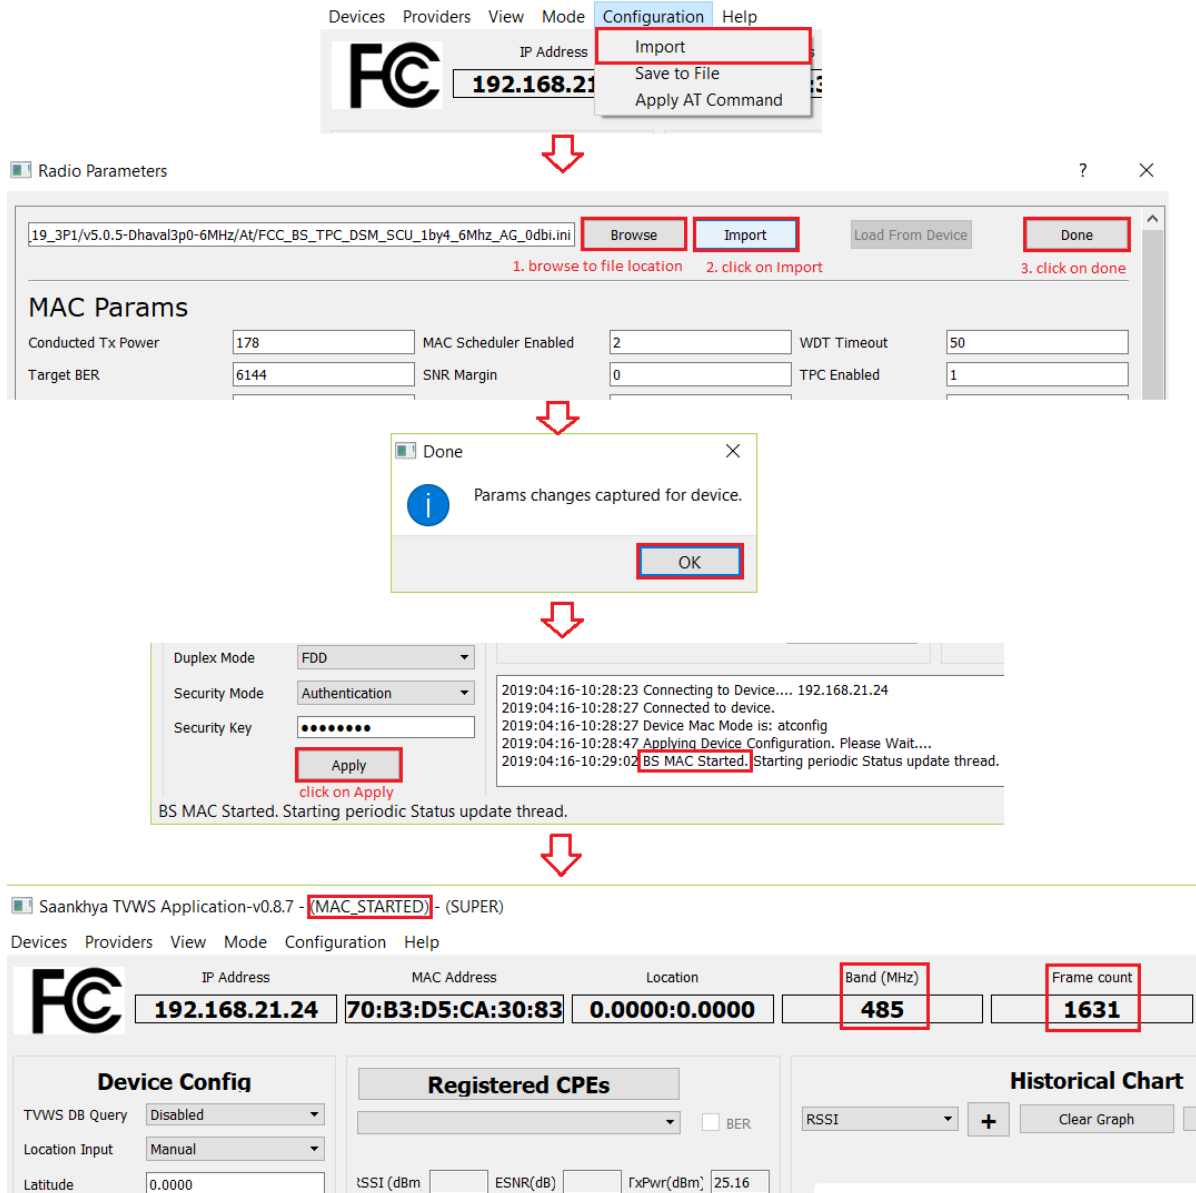 Devices Providers View Mode Configuration Help
FC
IP Address
192.168.21
Import
Save to File
Apply AT Command
Radio Parameters ?
19_3P1/v5.0.5-Dhaval3p0-6MHz/At/FCC_BS_TPC_DSM_SCU_1by4_6Mhz_AG_0dbi.ini Browse Import Load From Device Done
1. browse to file location 2. click on Import 3. click on done
MAC Params
Conducted Tx Power 178 MAC Scheduler Enabled 2 WDT Timeout 50
Target BER 6144 SNR Margin 0 TPC Enabled 1
Done
Params changes captured for device.
OK
Duplex Mode FDD
Security Mode Authentication
Security Key ●●●●●●●●
Apply
click on Apply
2019:04:16-10:28:23 Connecting to Device.... 192.168.21.24
2019:04:16-10:28:27 Connected to device.
2019:04:16-10:28:27 Device Mac Mode is: atconfig
2019:04:16-10:28:47 Applying Device Configuration. Please Wait....
2019:04:16-10:29:02 BS MAC Started. Starting periodic Status update thread.
BS MAC Started. Starting periodic Status update thread.
Saankhya TVWS Application-v0.8.7 - (MAC_STARTED) - (SUPER)
Devices Providers View Mode Configuration Help
FC
IP Address MAC Address Location Band (MHz) Frame count
192.168.21.24 70:B3:D5:CA:30:83 0.0000:0.0000 485 1631
Device Config Registered CPEs Historical Chart
TVWS DB Query Disabled BER RSSI + Clear Graph
Location Input Manual
Latitude 0.0000 RSSI (dBm ESNR(dB) TxPwr(dBm) 25.16